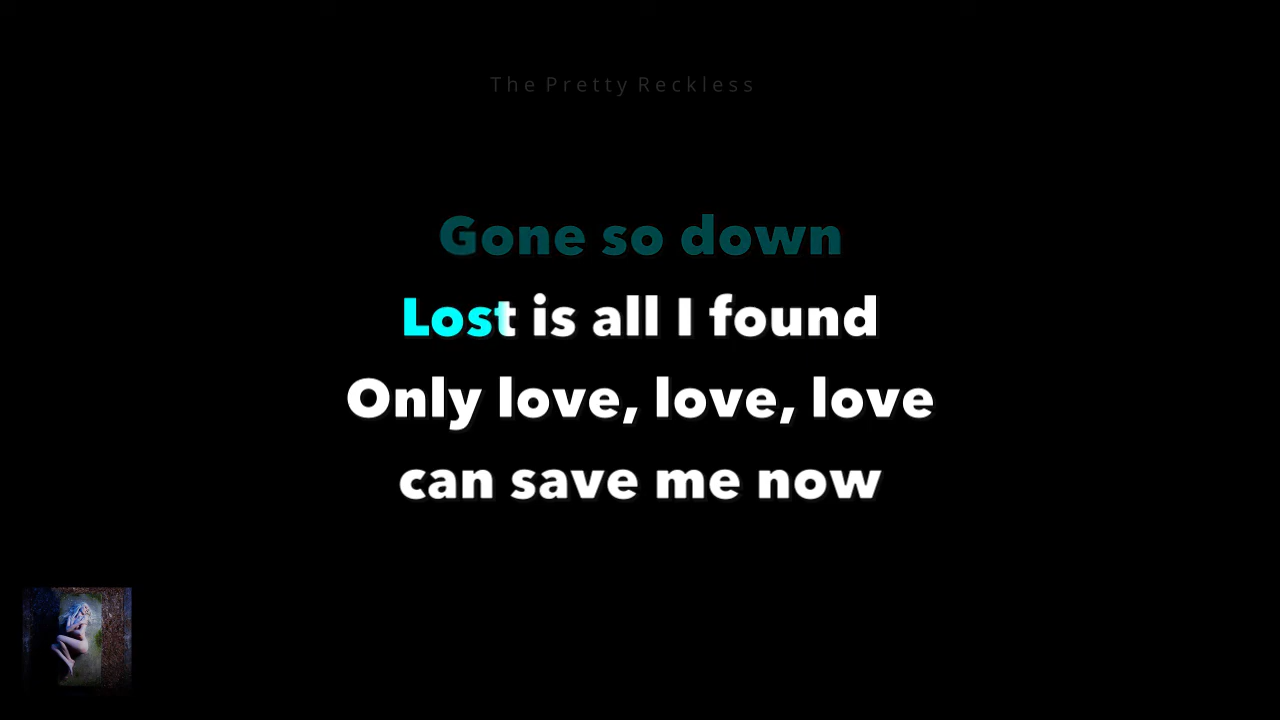 The Pretty Reckless
Gone so down
Lost is all I found
Only love, love, love
can save me now